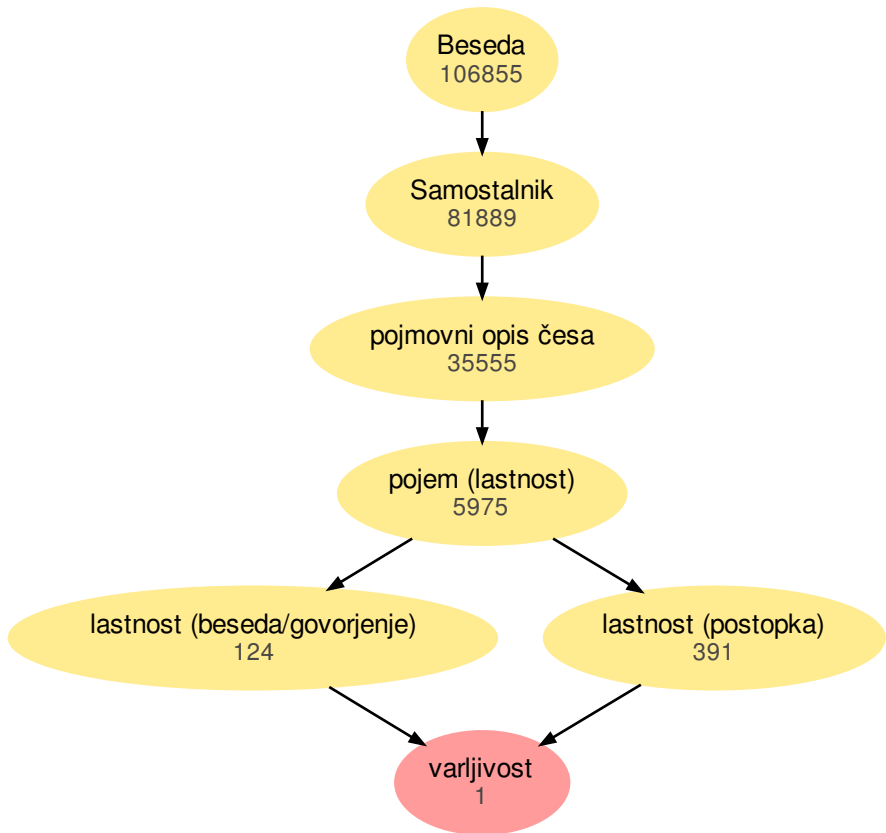 Beseda
106855
Samostalnik
81889
pojmovni opis česa
35555
pojem (lastnost)
5975
lastnost (beseda/govorjenje)
124
lastnost (postopka)
391
varljivost
1